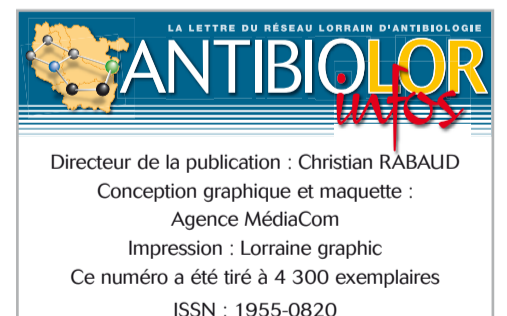 LA LETTRE DU RÉSEAU LORRAIN D'ANTIBIOLOGIE
ANTIBIOLOR
infos
Directeur de la publication : Christian RABAUD
Conception graphique et maquette :
Agence MédiaCom
Impression : Lorraine graphic
Ce numéro a été tiré à 4 300 exemplaires
ISSN : 1955-0820